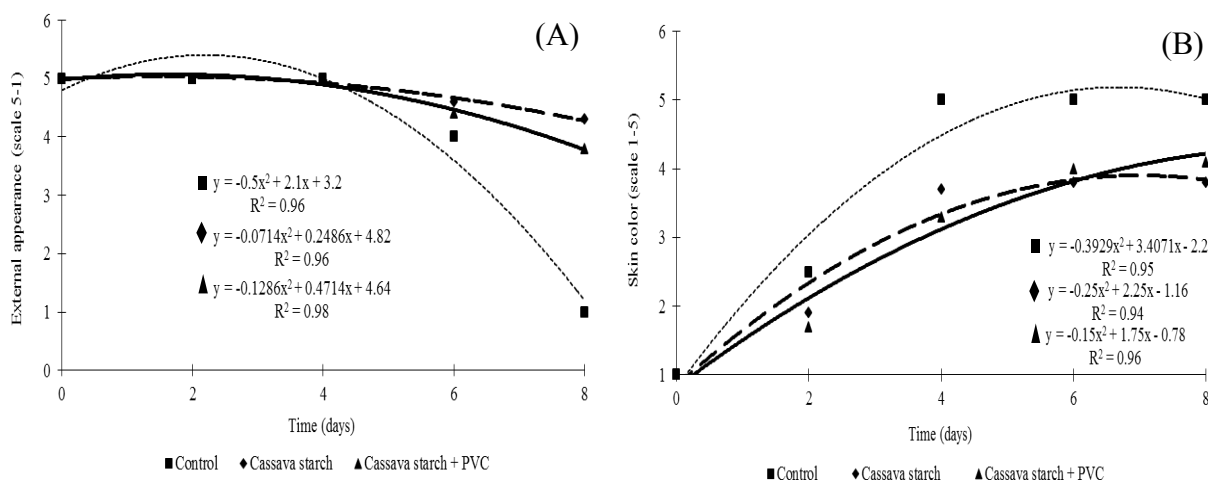 (A)
External appearance (scale 5-1)
6
5
4
3
2
1
0
y = -0.5x² + 2.1x + 3.2
R² = 0.96
y = -0.0714x² + 0.2486x + 4.82
R² = 0.96
y = -0.1286x² + 0.4714x + 4.64
R² = 0.98
0 2 4 6 8
Time (days)
Control Cassava starch Cassava starch + PVC
(B)
Skin color (scale 1-5)
6
5
4
3
2
1
y = -0.3929x² + 3.4071x - 2.2
R² = 0.95
y = -0.25x² + 2.25x - 1.16
R² = 0.94
y = -0.15x² + 1.75x - 0.78
R² = 0.96
0 2 4 6 8
Time (days)
Control Cassava starch Cassava starch + PVC